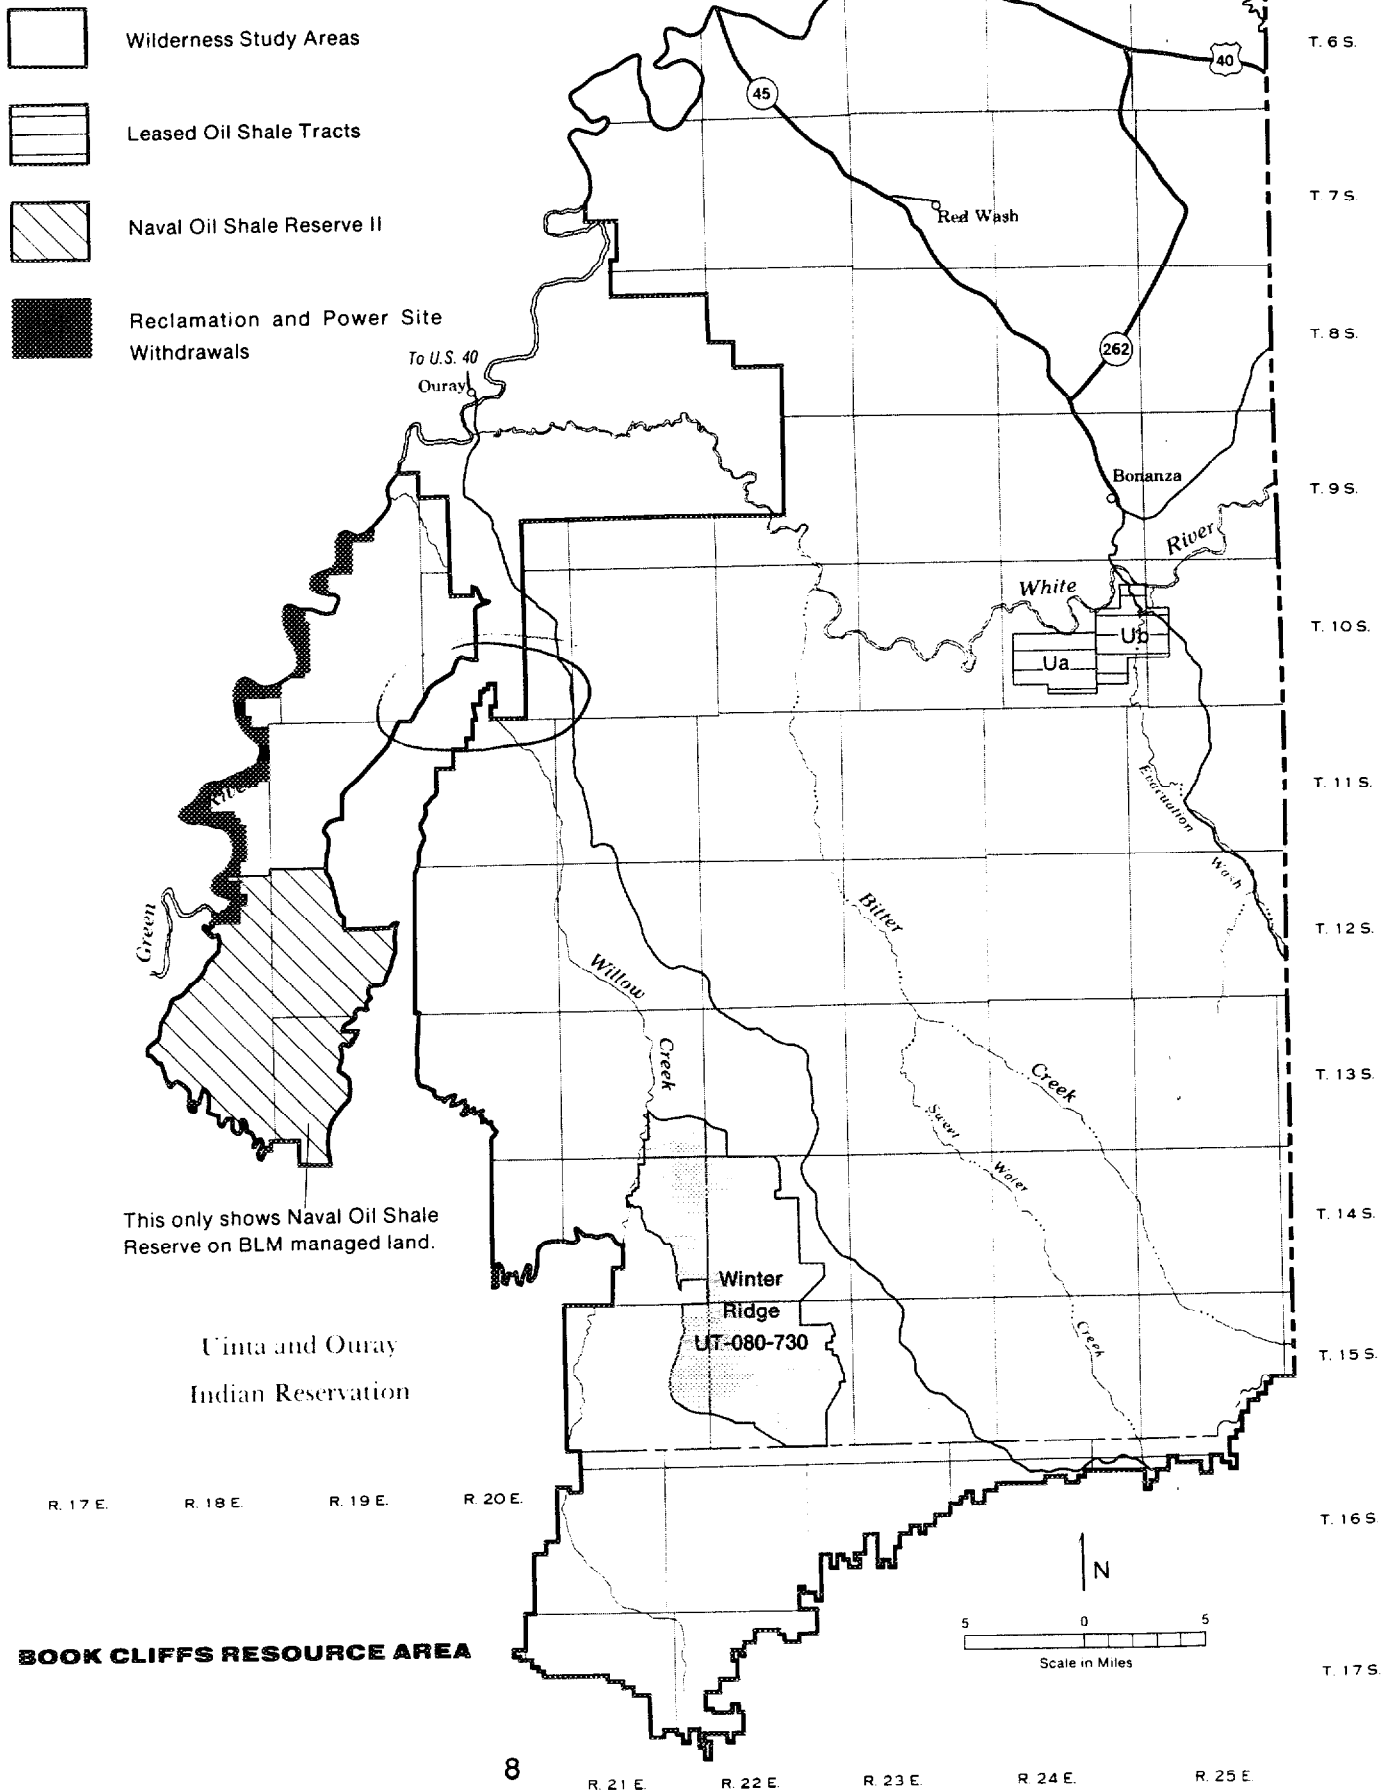 Wilderness Study Areas
Leased Oil Shale Tracts
Naval Oil Shale Reserve II
Reclamation and Power Site
Withdrawals
40
45
Red Wash
262
To U.S. 40
Ouray
Bonanza
White
River
Ua
Ub
Evacuation
Wash
River
Green
Bitter
Creek
Willow
Creek
Sweet
Water
Creek
This only shows Naval Oil Shale
Reserve on BLM managed land.
Winter
Ridge
UT-080-730
Uinta and Ouray
Indian Reservation
T. 6 S.
T. 7 S.
T. 8 S.
T. 9 S.
T. 10 S.
T. 11 S.
T. 12 S.
T. 13 S.
T. 14 S.
T. 15 S.
T. 16 S.
T. 17 S.
R. 17 E.
R. 18 E.
R. 19 E.
R. 20 E.
N
5 0 5
Scale in Miles
BOOK CLIFFS RESOURCE AREA
8
R. 21 E.
R. 22 E.
R. 23 E.
R. 24 E.
R. 25 E.